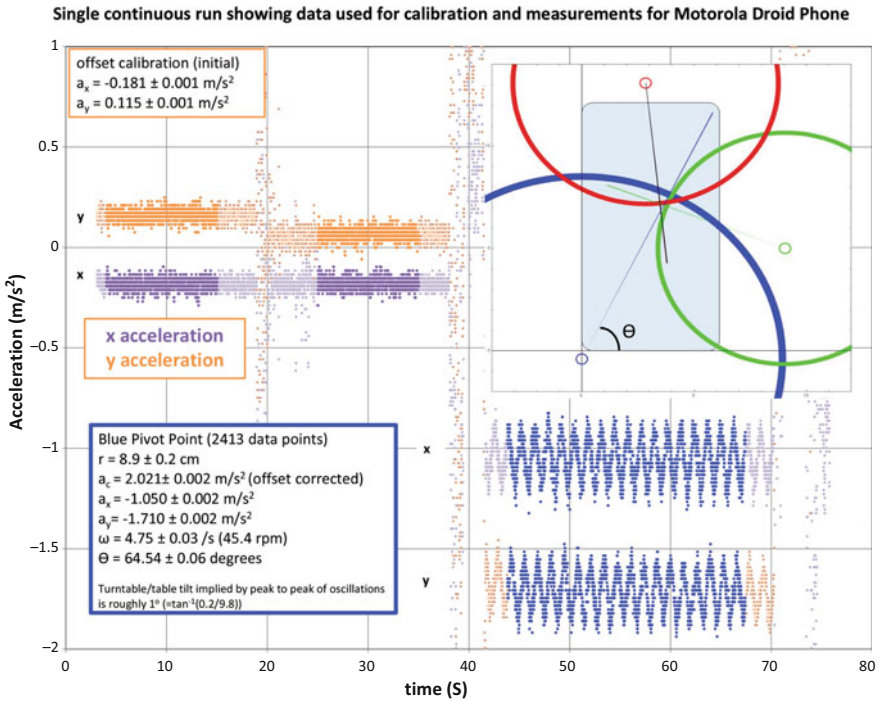 Single continuous run showing data used for calibration and measurements for Motorola Droid Phone
1
offset calibration (initial)
aₓ = -0.181 ± 0.001 m/s²
a_y = 0.115 ± 0.001 m/s²
0.5
y
0
x
x acceleration
y acceleration
−0.5
Acceleration (m/s²)
ϴ
Blue Pivot Point (2413 data points)
r = 8.9 ± 0.2 cm
a_c = 2.021± 0.002 m/s² (offset corrected)
aₓ= -1.050 ± 0.002 m/s²
a_y= -1.710 ± 0.002 m/s²
ω = 4.75 ± 0.03 /s (45.4 rpm)
ϴ = 64.54 ± 0.06 degrees
Turntable/table tilt implied by peak to peak of oscillations
is roughly 1° (=tan⁻¹(0.2/9.8))
x
−1
−1.5
y
−2
0 10 20 30 40 50 60 70 80
time (S)